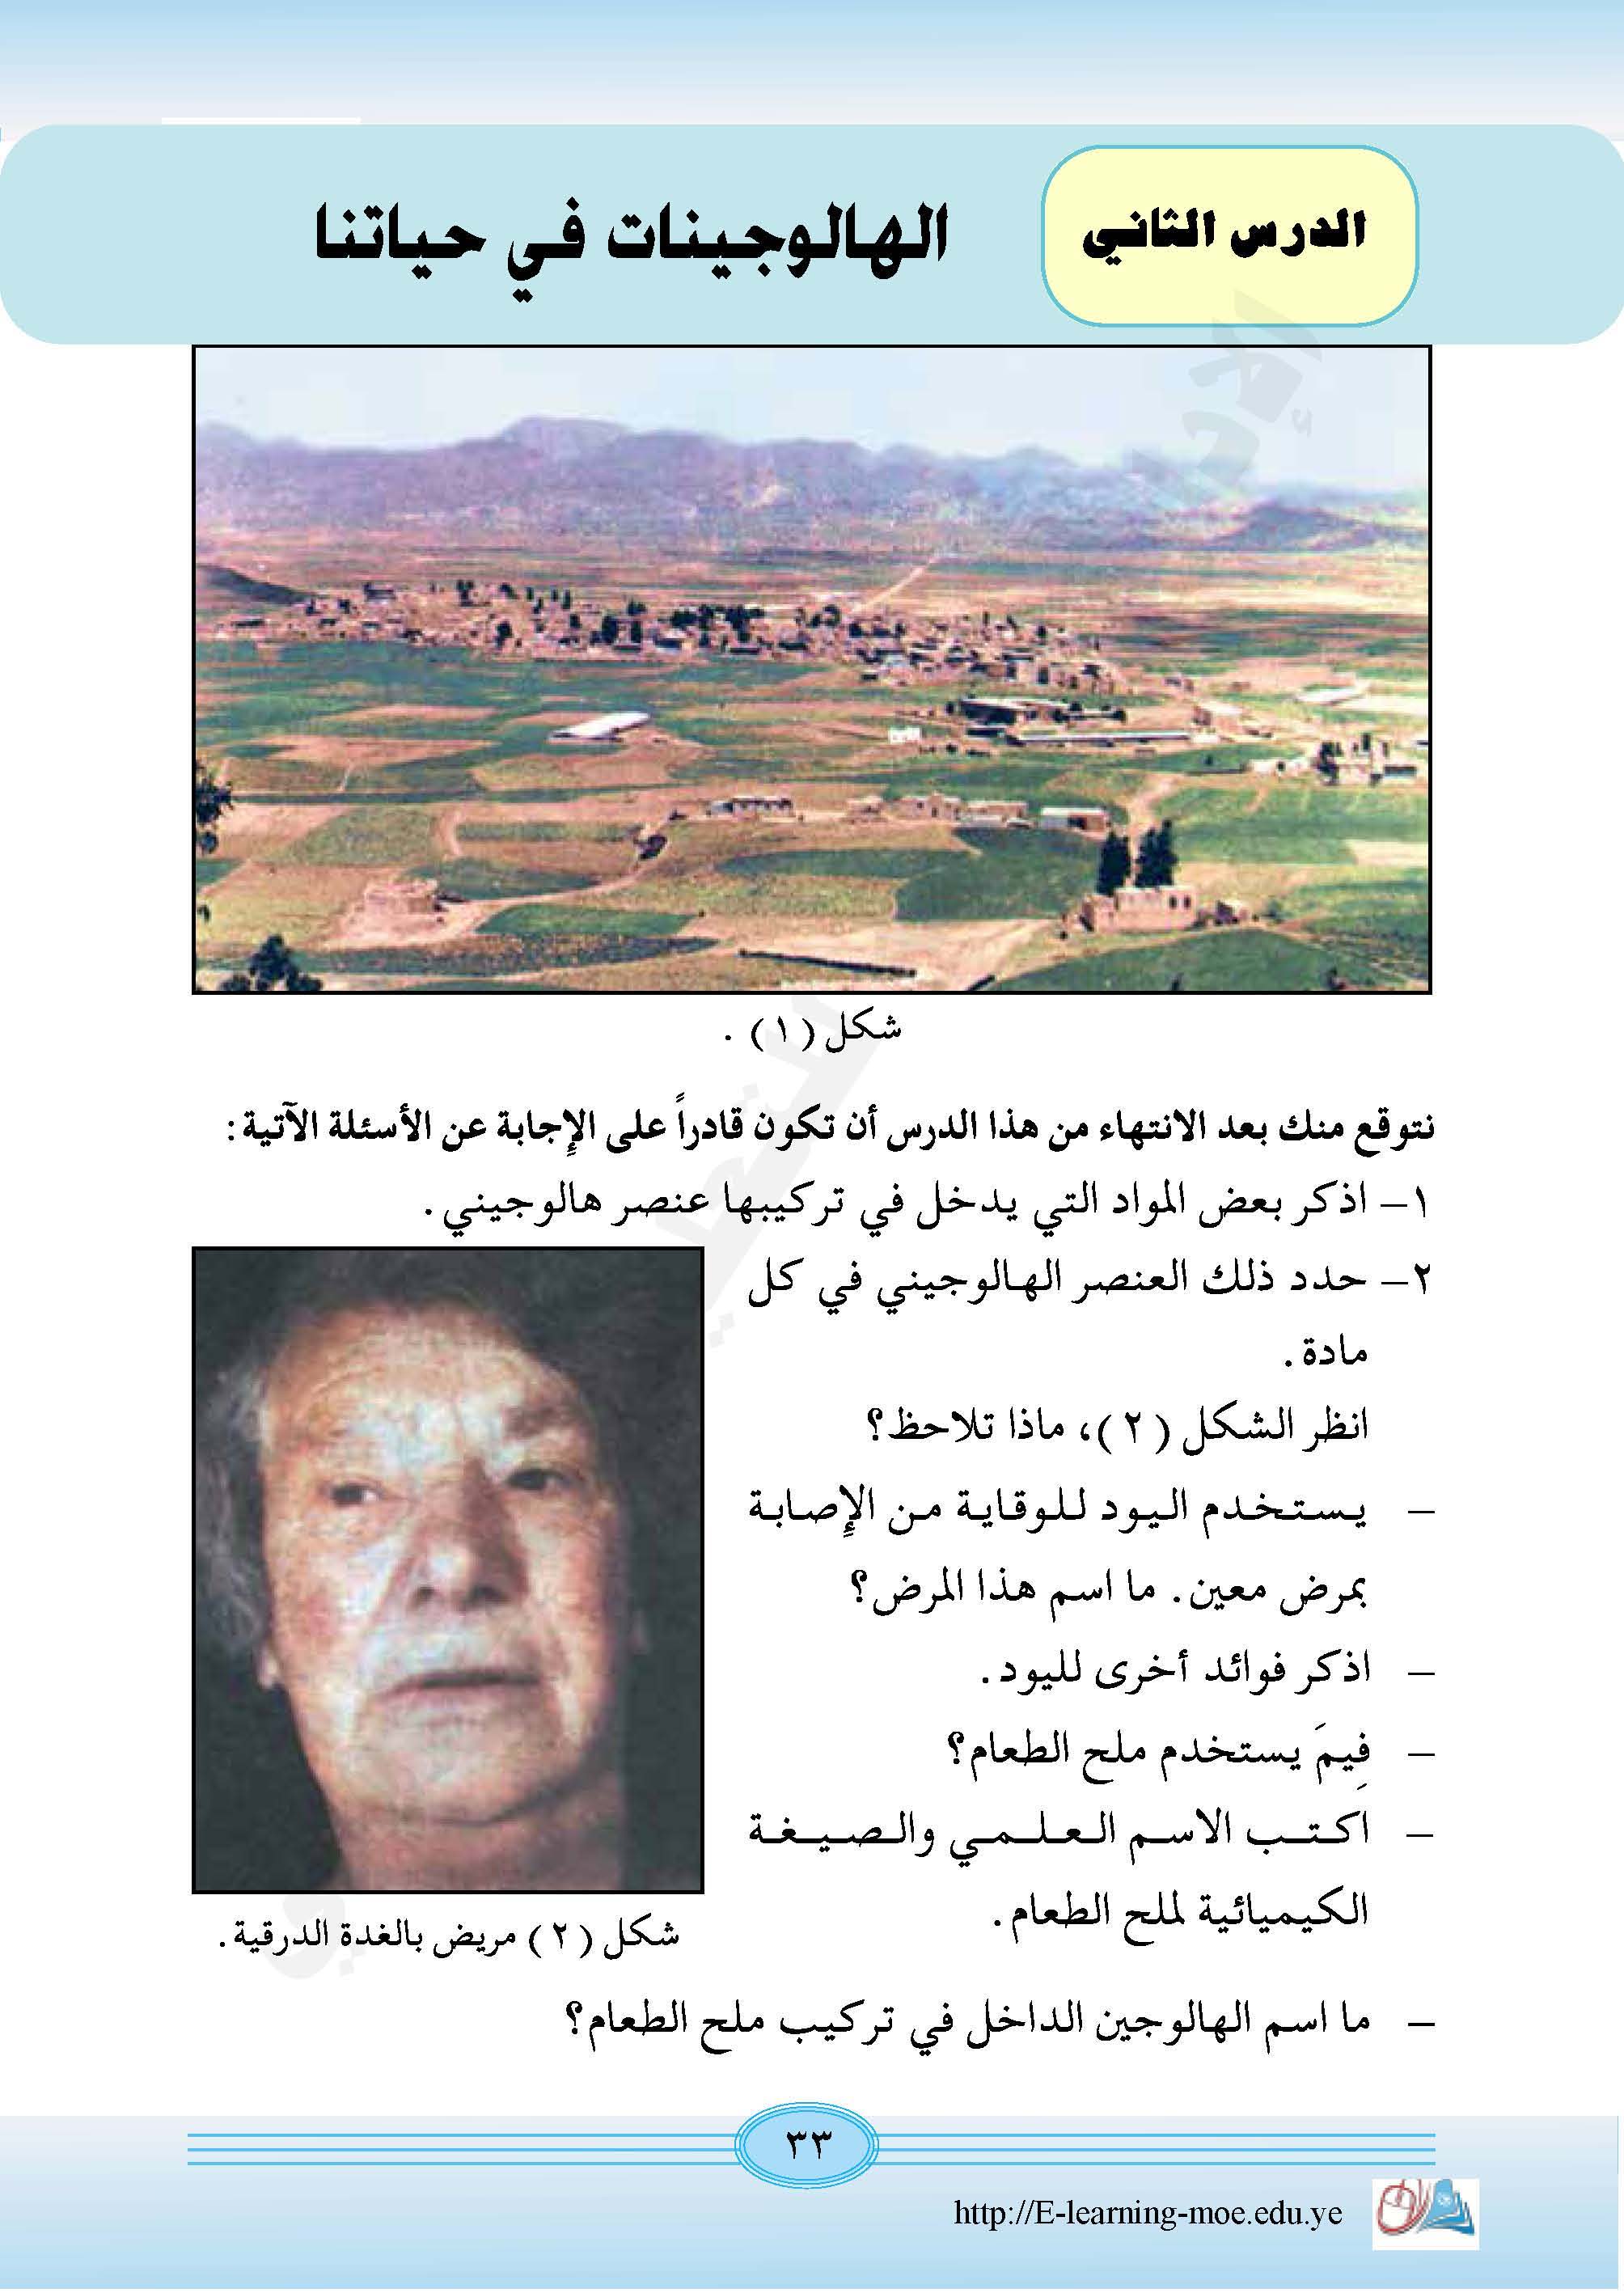 الدرس الثاني
الهالوجينات في حياتنا
شكل (١) .
نتوقع منك بعد الانتهاء من هذا الدرس أن تكون قادراً على الإجابة عن الأسئلة الآتية:
١– اذكر بعض المواد التي يدخل في تركيبها عنصر هالوجيني.
٢– حدد ذلك العنصر الهالوجيني في كل
مادة.
انظر الشكل (٢)، ماذا تلاحظ؟
– يستخدم اليود للوقاية من الإصابة
بمرض معين. ما اسم هذا المرض؟
– اذكر فوائد أخرى لليود.
– فِيمَ يستخدم ملح الطعام؟
– اكتب الاسم العلمي والصيغة
الكيميائية لملح الطعام.
شكل (٢) مريض بالغدة الدرقية.
– ما اسم الهالوجين الداخل في تركيب ملح الطعام؟
٣٣
http://E-learning-moe.edu.ye